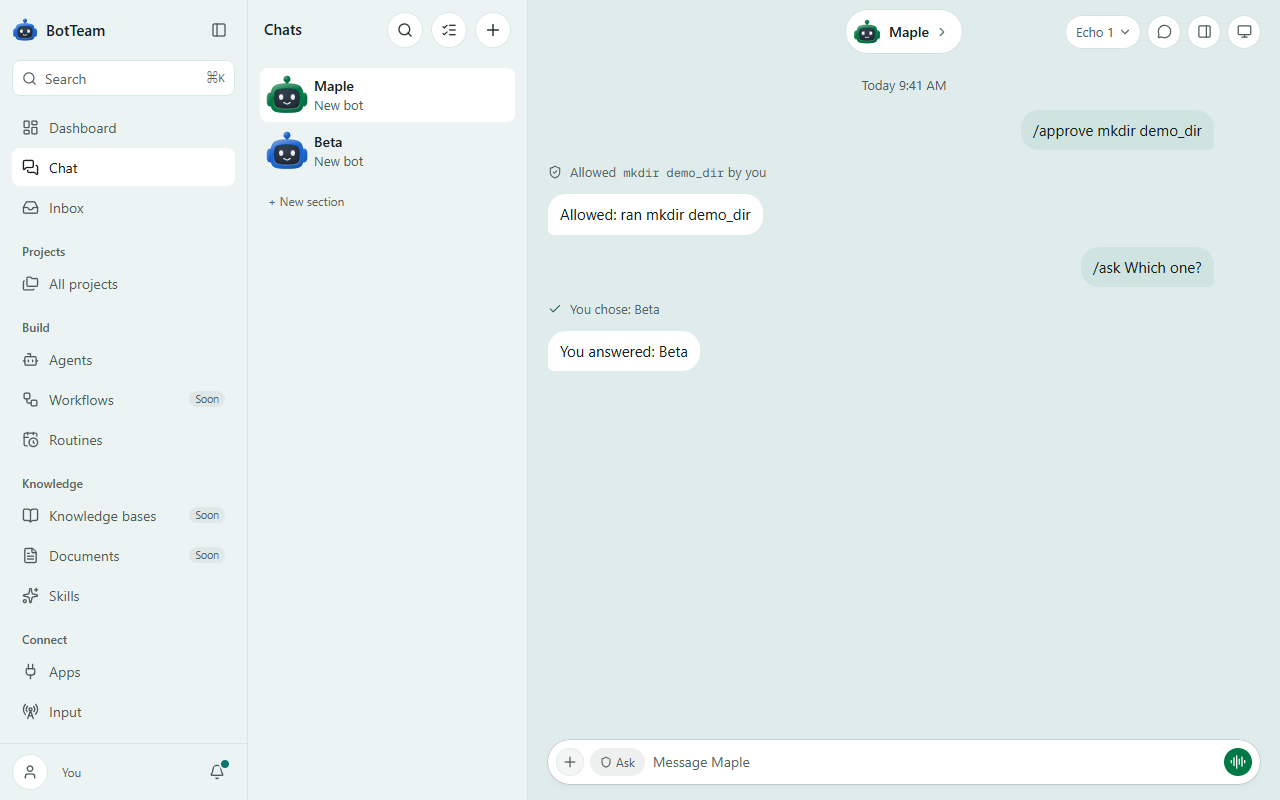 BotTeam
Search ⌘K
Dashboard
Chat
Inbox
Projects
All projects
Build
Agents
Workflows Soon
Routines
Knowledge
Knowledge bases Soon
Documents Soon
Skills
Connect
Apps
Input
You
Chats
Maple
New bot
Beta
New bot
+ New section
Maple
Echo 1
Today 9:41 AM
/approve mkdir demo_dir
Allowed mkdir demo_dir by you
Allowed: ran mkdir demo_dir
/ask Which one?
You chose: Beta
You answered: Beta
Ask Message Maple